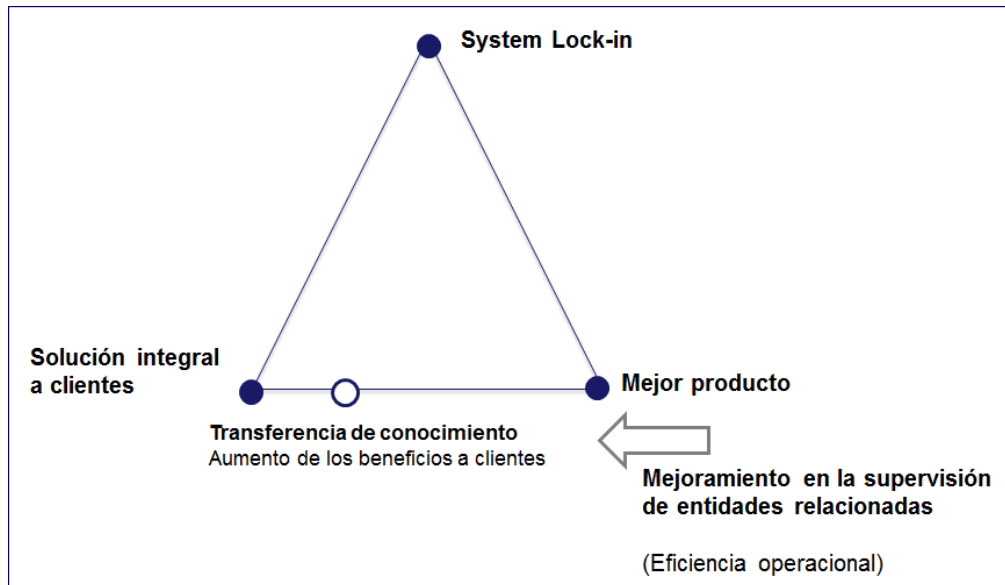 System Lock-in
Solución integral
a clientes
Mejor producto
Transferencia de conocimiento
Aumento de los beneficios a clientes
Mejoramiento en la supervisión
de entidades relacionadas
(Eficiencia operacional)